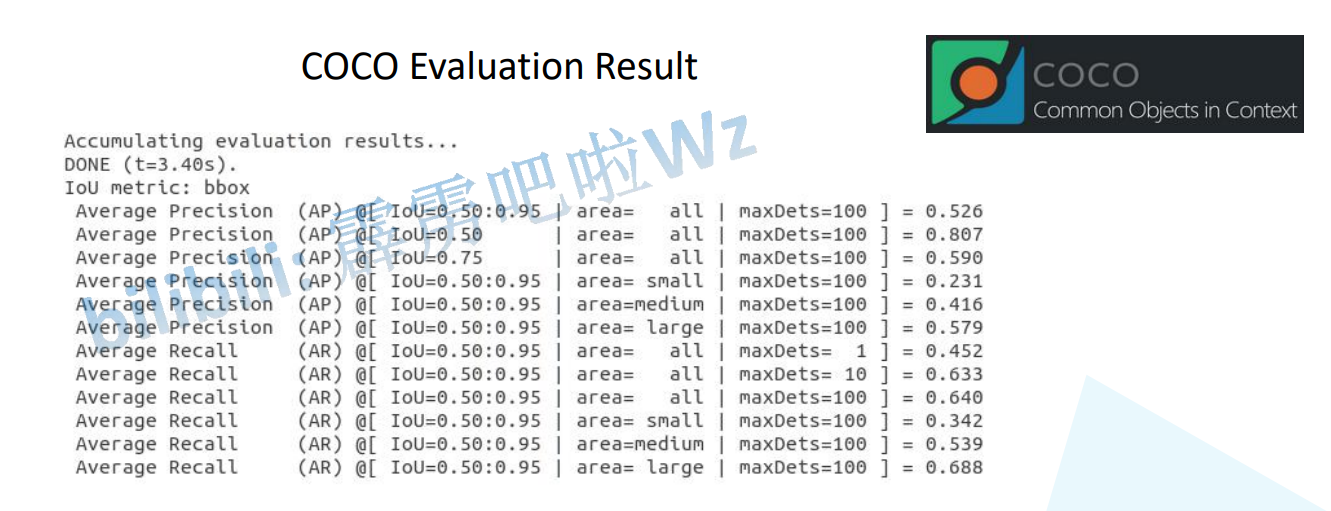 COCO Evaluation Result
COCO
Common Objects in Context
Accumulating evaluation results...
DONE (t=3.40s).
IoU metric: bbox
Average Precision  (AP) @[ IoU=0.50:0.95 | area=   all | maxDets=100 ] = 0.526
Average Precision  (AP) @[ IoU=0.50      | area=   all | maxDets=100 ] = 0.807
Average Precision  (AP) @[ IoU=0.75      | area=   all | maxDets=100 ] = 0.590
Average Precision  (AP) @[ IoU=0.50:0.95 | area= small | maxDets=100 ] = 0.231
Average Precision  (AP) @[ IoU=0.50:0.95 | area=medium | maxDets=100 ] = 0.416
Average Precision  (AP) @[ IoU=0.50:0.95 | area= large | maxDets=100 ] = 0.579
Average Recall     (AR) @[ IoU=0.50:0.95 | area=   all | maxDets=  1 ] = 0.452
Average Recall     (AR) @[ IoU=0.50:0.95 | area=   all | maxDets= 10 ] = 0.633
Average Recall     (AR) @[ IoU=0.50:0.95 | area=   all | maxDets=100 ] = 0.640
Average Recall     (AR) @[ IoU=0.50:0.95 | area= small | maxDets=100 ] = 0.342
Average Recall     (AR) @[ IoU=0.50:0.95 | area=medium | maxDets=100 ] = 0.539
Average Recall     (AR) @[ IoU=0.50:0.95 | area= large | maxDets=100 ] = 0.688
bilibili: 霹雳吧啦Wz